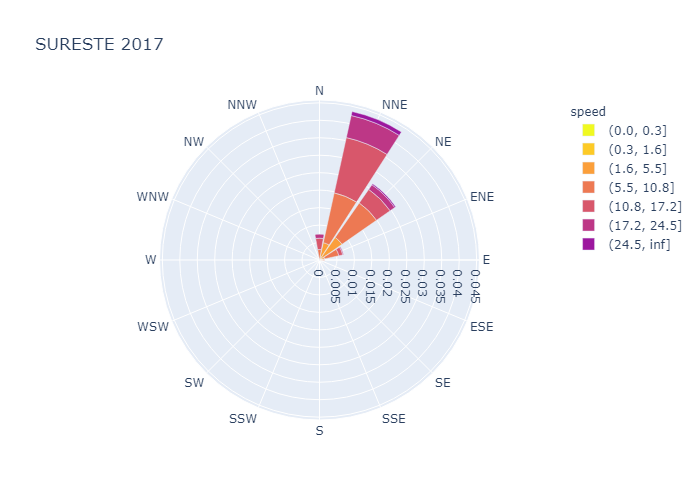 SURESTE 2017
N
NNE
NE
ENE
E
ESE
SE
SSE
S
SSW
SW
WSW
W
WNW
NW
NNW
0
0.005
0.01
0.015
0.02
0.025
0.03
0.035
0.04
0.045
speed
(0.0, 0.3]
(0.3, 1.6]
(1.6, 5.5]
(5.5, 10.8]
(10.8, 17.2]
(17.2, 24.5]
(24.5, inf]